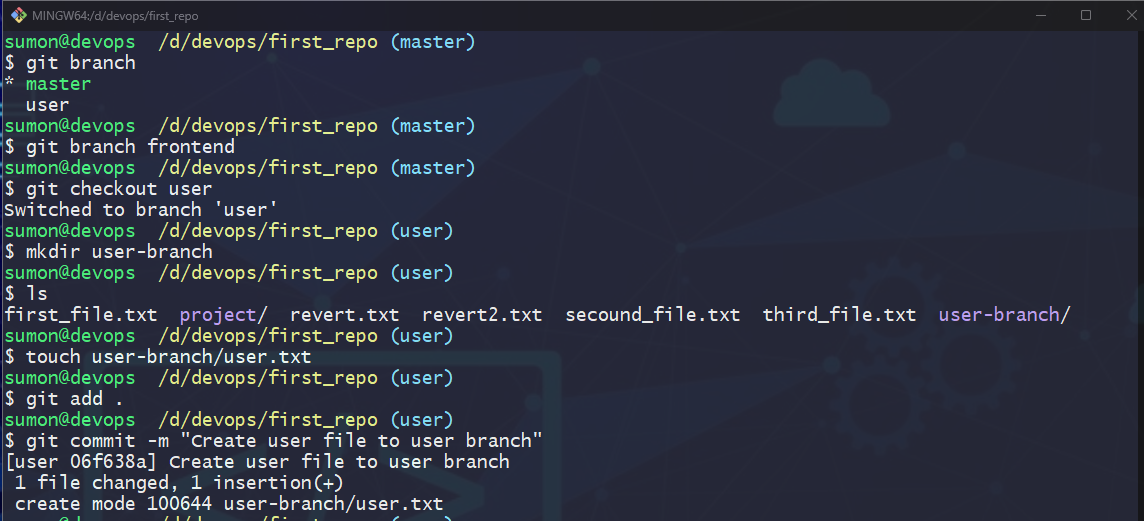 MINGW64:/d/devops/first_repo
sumon@devops  /d/devops/first_repo (master)
$ git branch
* master
  user
sumon@devops  /d/devops/first_repo (master)
$ git branch frontend
sumon@devops  /d/devops/first_repo (master)
$ git checkout user
Switched to branch 'user'
sumon@devops  /d/devops/first_repo (user)
$ mkdir user-branch
sumon@devops  /d/devops/first_repo (user)
$ ls
first_file.txt  project/  revert.txt  revert2.txt  secound_file.txt  third_file.txt  user-branch/
sumon@devops  /d/devops/first_repo (user)
$ touch user-branch/user.txt
sumon@devops  /d/devops/first_repo (user)
$ git add .
sumon@devops  /d/devops/first_repo (user)
$ git commit -m "Create user file to user branch"
[user 06f638a] Create user file to user branch
 1 file changed, 1 insertion(+)
 create mode 100644 user-branch/user.txt